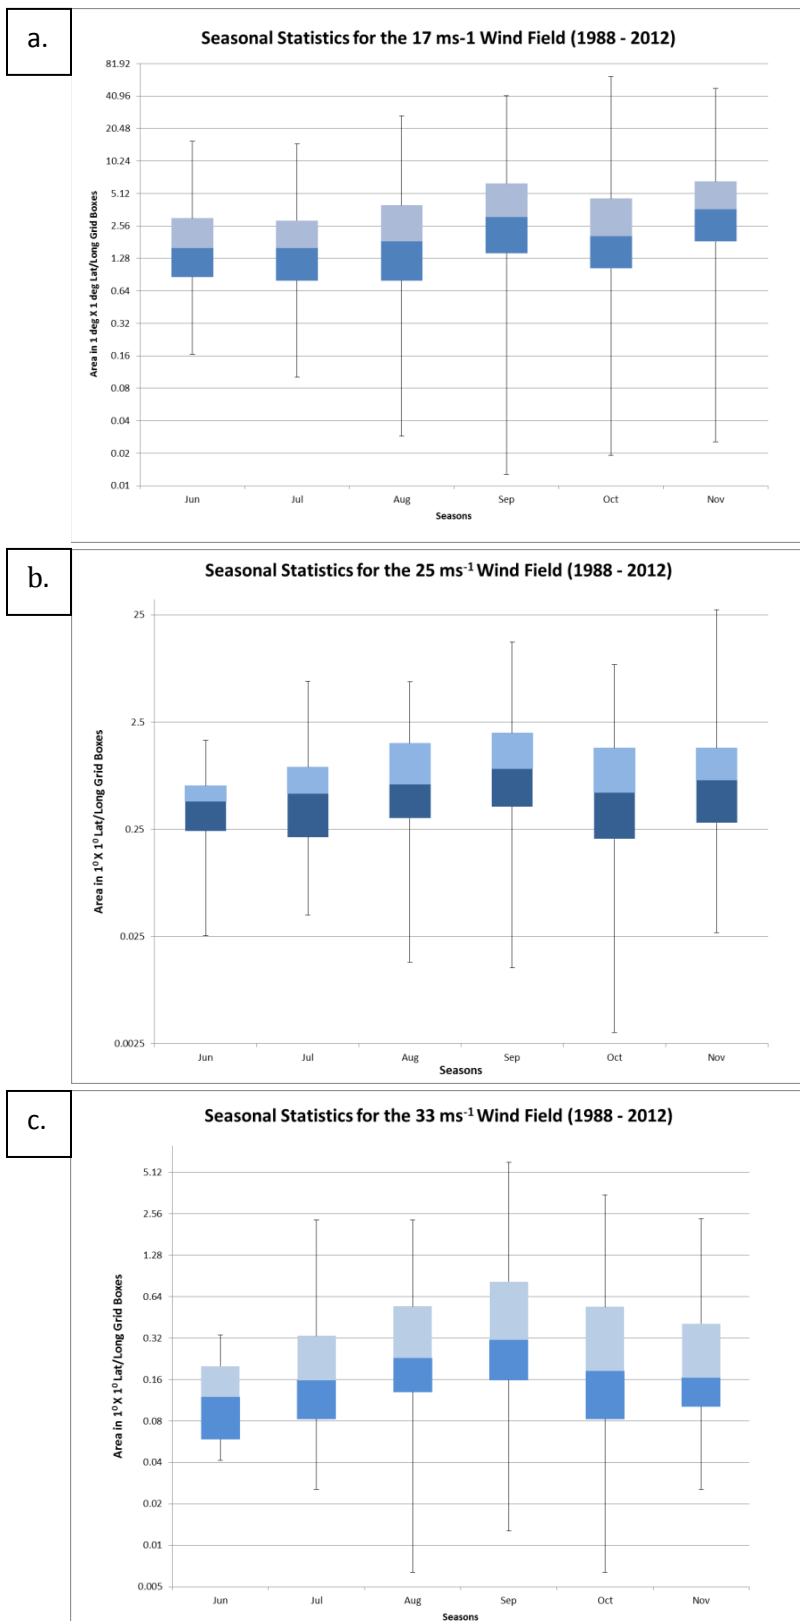 a.
Seasonal Statistics for the 17 ms-1 Wind Field (1988 - 2012)
Area in 1 deg X 1 deg Lat/Long Grid Boxes
81.92
40.96
20.48
10.24
5.12
2.56
1.28
0.64
0.32
0.16
0.08
0.04
0.02
0.01
Jun Jul Aug Sep Oct Nov
Seasons
b.
Seasonal Statistics for the 25 ms⁻¹ Wind Field (1988 - 2012)
Area in 1⁰ X 1⁰ Lat/Long Grid Boxes
25
2.5
0.25
0.025
0.0025
Jun Jul Aug Sep Oct Nov
Seasons
c.
Seasonal Statistics for the 33 ms⁻¹ Wind Field (1988 - 2012)
Area in 1⁰ X 1⁰ Lat/Long Grid Boxes
5.12
2.56
1.28
0.64
0.32
0.16
0.08
0.04
0.02
0.01
0.005
Jun Jul Aug Sep Oct Nov
Seasons